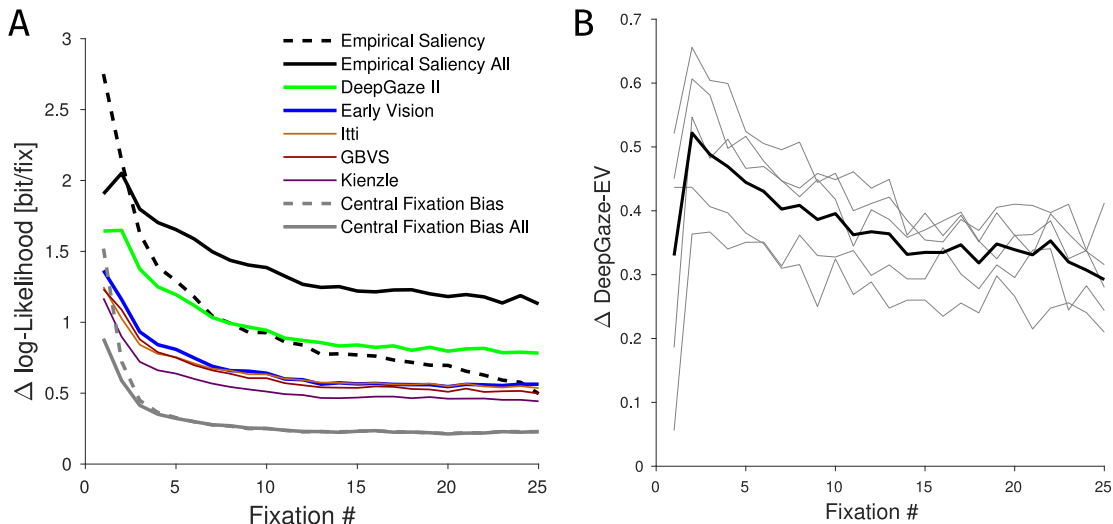 A
Δ log-Likelihood [bit/fix]
3
2.5
2
1.5
1
0.5
0
0
5
10
15
20
25
Fixation #
Empirical Saliency
Empirical Saliency All
DeepGaze II
Early Vision
Itti
GBVS
Kienzle
Central Fixation Bias
Central Fixation Bias All
B
Δ DeepGaze-EV
0.7
0.6
0.5
0.4
0.3
0.2
0.1
0
0
5
10
15
20
25
Fixation #